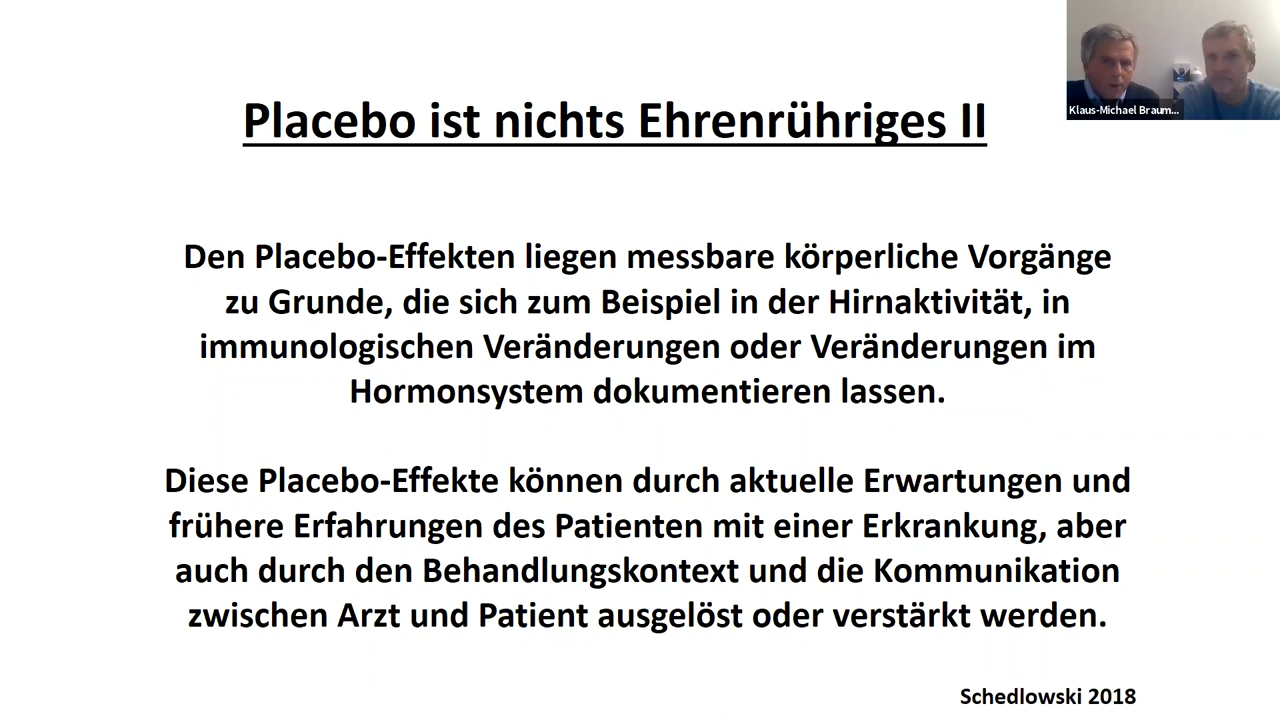 Placebo ist nichts Ehrenrühriges II
Klaus-Michael Braum...
Den Placebo-Effekten liegen messbare körperliche Vorgänge
zu Grunde, die sich zum Beispiel in der Hirnaktivität, in
immunologischen Veränderungen oder Veränderungen im
Hormonsystem dokumentieren lassen.
Diese Placebo-Effekte können durch aktuelle Erwartungen und
frühere Erfahrungen des Patienten mit einer Erkrankung, aber
auch durch den Behandlungskontext und die Kommunikation
zwischen Arzt und Patient ausgelöst oder verstärkt werden.
Schedlowski 2018